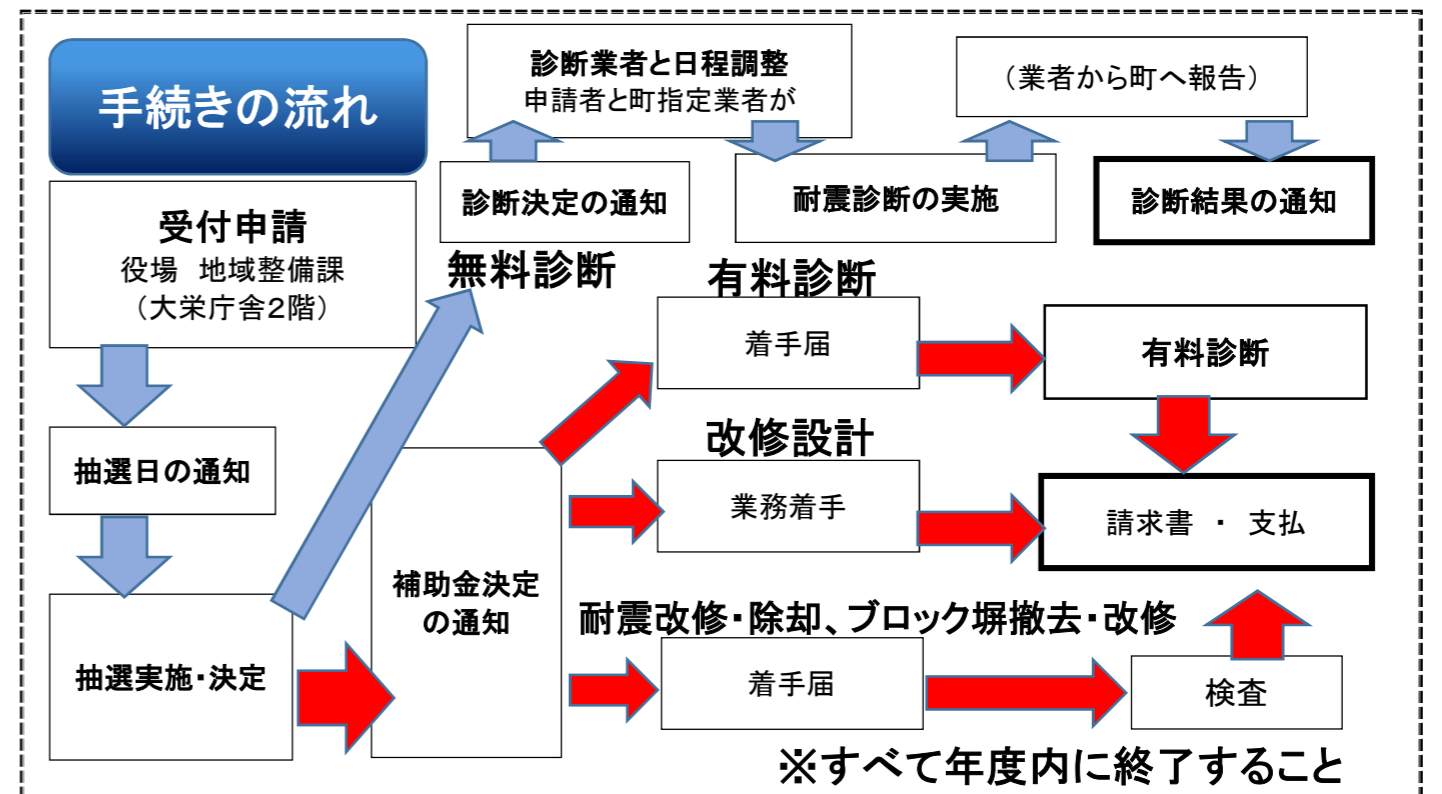 手続きの流れ
受付申請
役場　地域整備課
（大栄庁舎２階）
抽選日の通知
抽選実施・決定
無料診断
診断決定の通知
診断業者と日程調整
申請者と町指定業者が
耐震診断の実施
（業者から町へ報告）
診断結果の通知
補助金決定
の通知
有料診断
着手届
有料診断
改修設計
業務着手
請求書　・　支払
耐震改修・除却、ブロック塀撤去・改修
着手届
検査
※すべて年度内に終了すること